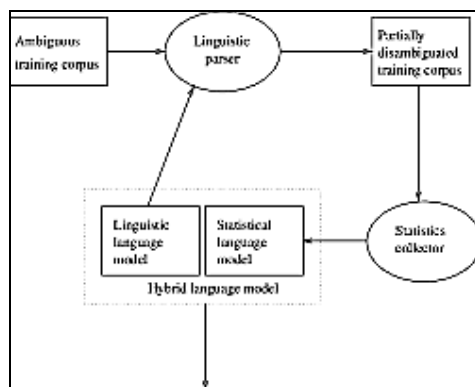 Ambiguous
training corpus
Linguistic
parser
Partially
disambiguated
training corpus
Linguistic
language
model
Statistical
language
model
Statistics
collector
Hybrid language model